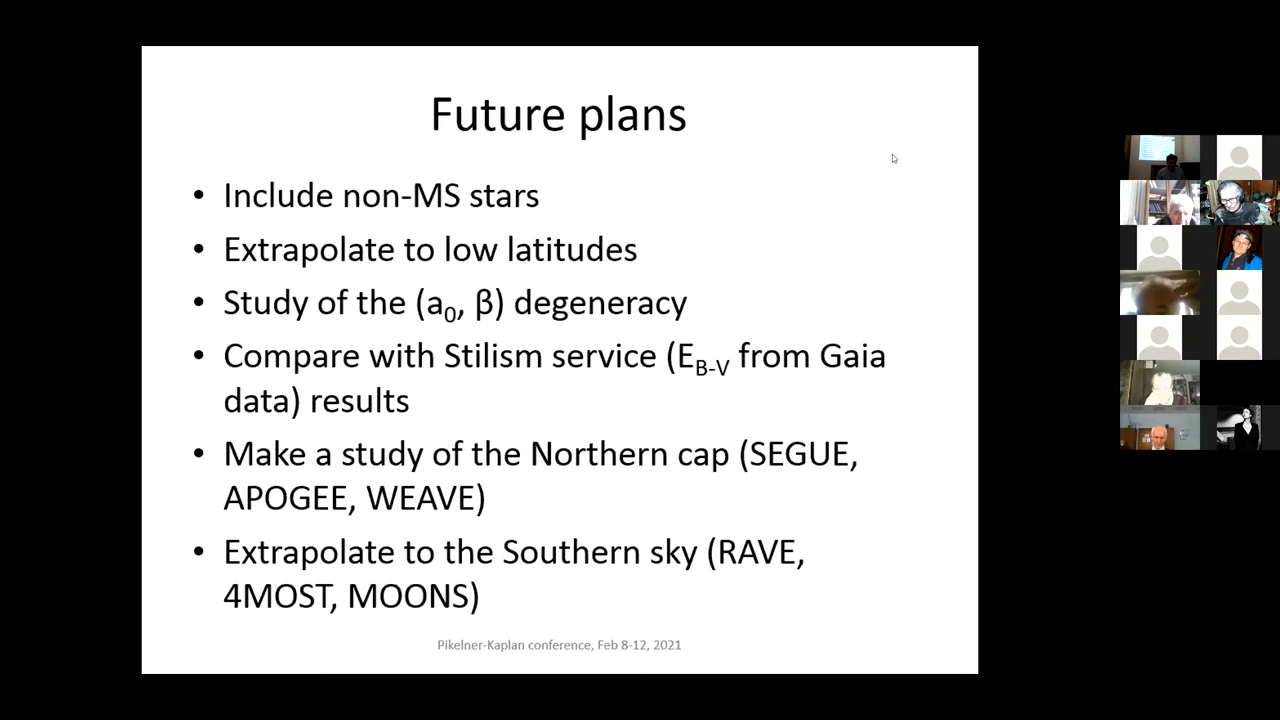 Future plans
• Include non-MS stars
• Extrapolate to low latitudes
• Study of the (a₀, β) degeneracy
• Compare with Stilism service (E_B-V from Gaia
data) results
• Make a study of the Northern cap (SEGUE,
APOGEE, WEAVE)
• Extrapolate to the Southern sky (RAVE,
4MOST, MOONS)
Pikelner-Kaplan conference, Feb 8-12, 2021